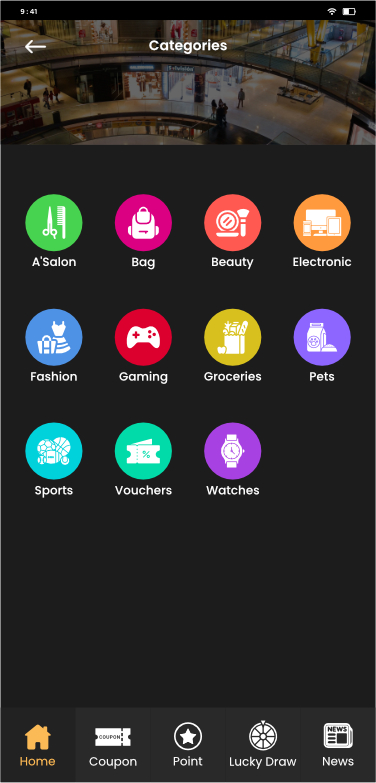 9:41
Categories
A'Salon Bag Beauty Electronic
Fashion Gaming Groceries Pets
%
Sports Vouchers Watches
COUPON NEWS
Home Coupon Point Lucky Draw News